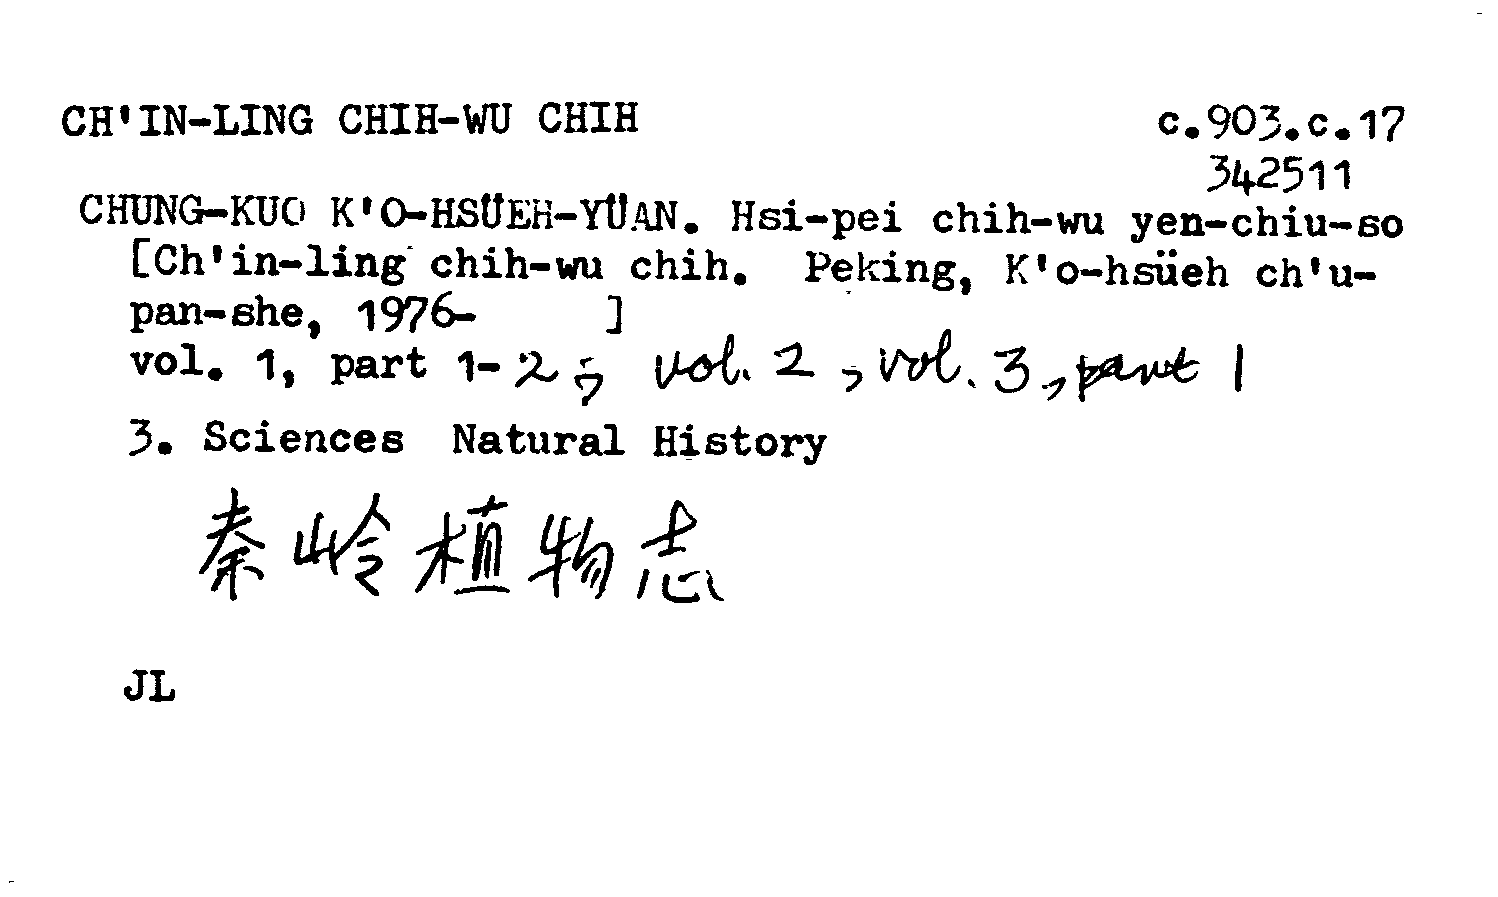 CH'IN-LING CHIH-WU CHIH
c.903.c.17
342511
CHUNG-KUO K'O-HSÜEH-YÜAN. Hsi-pei chih-wu yen-chiu-so
[Ch'in-ling chih-wu chih. Peking, K'o-hsüeh ch'u-
pan-she, 1976-     ]
vol. 1, part 1-2; vol. 2, vol. 3, part 1
3. Sciences Natural History
秦岭植物志
JL